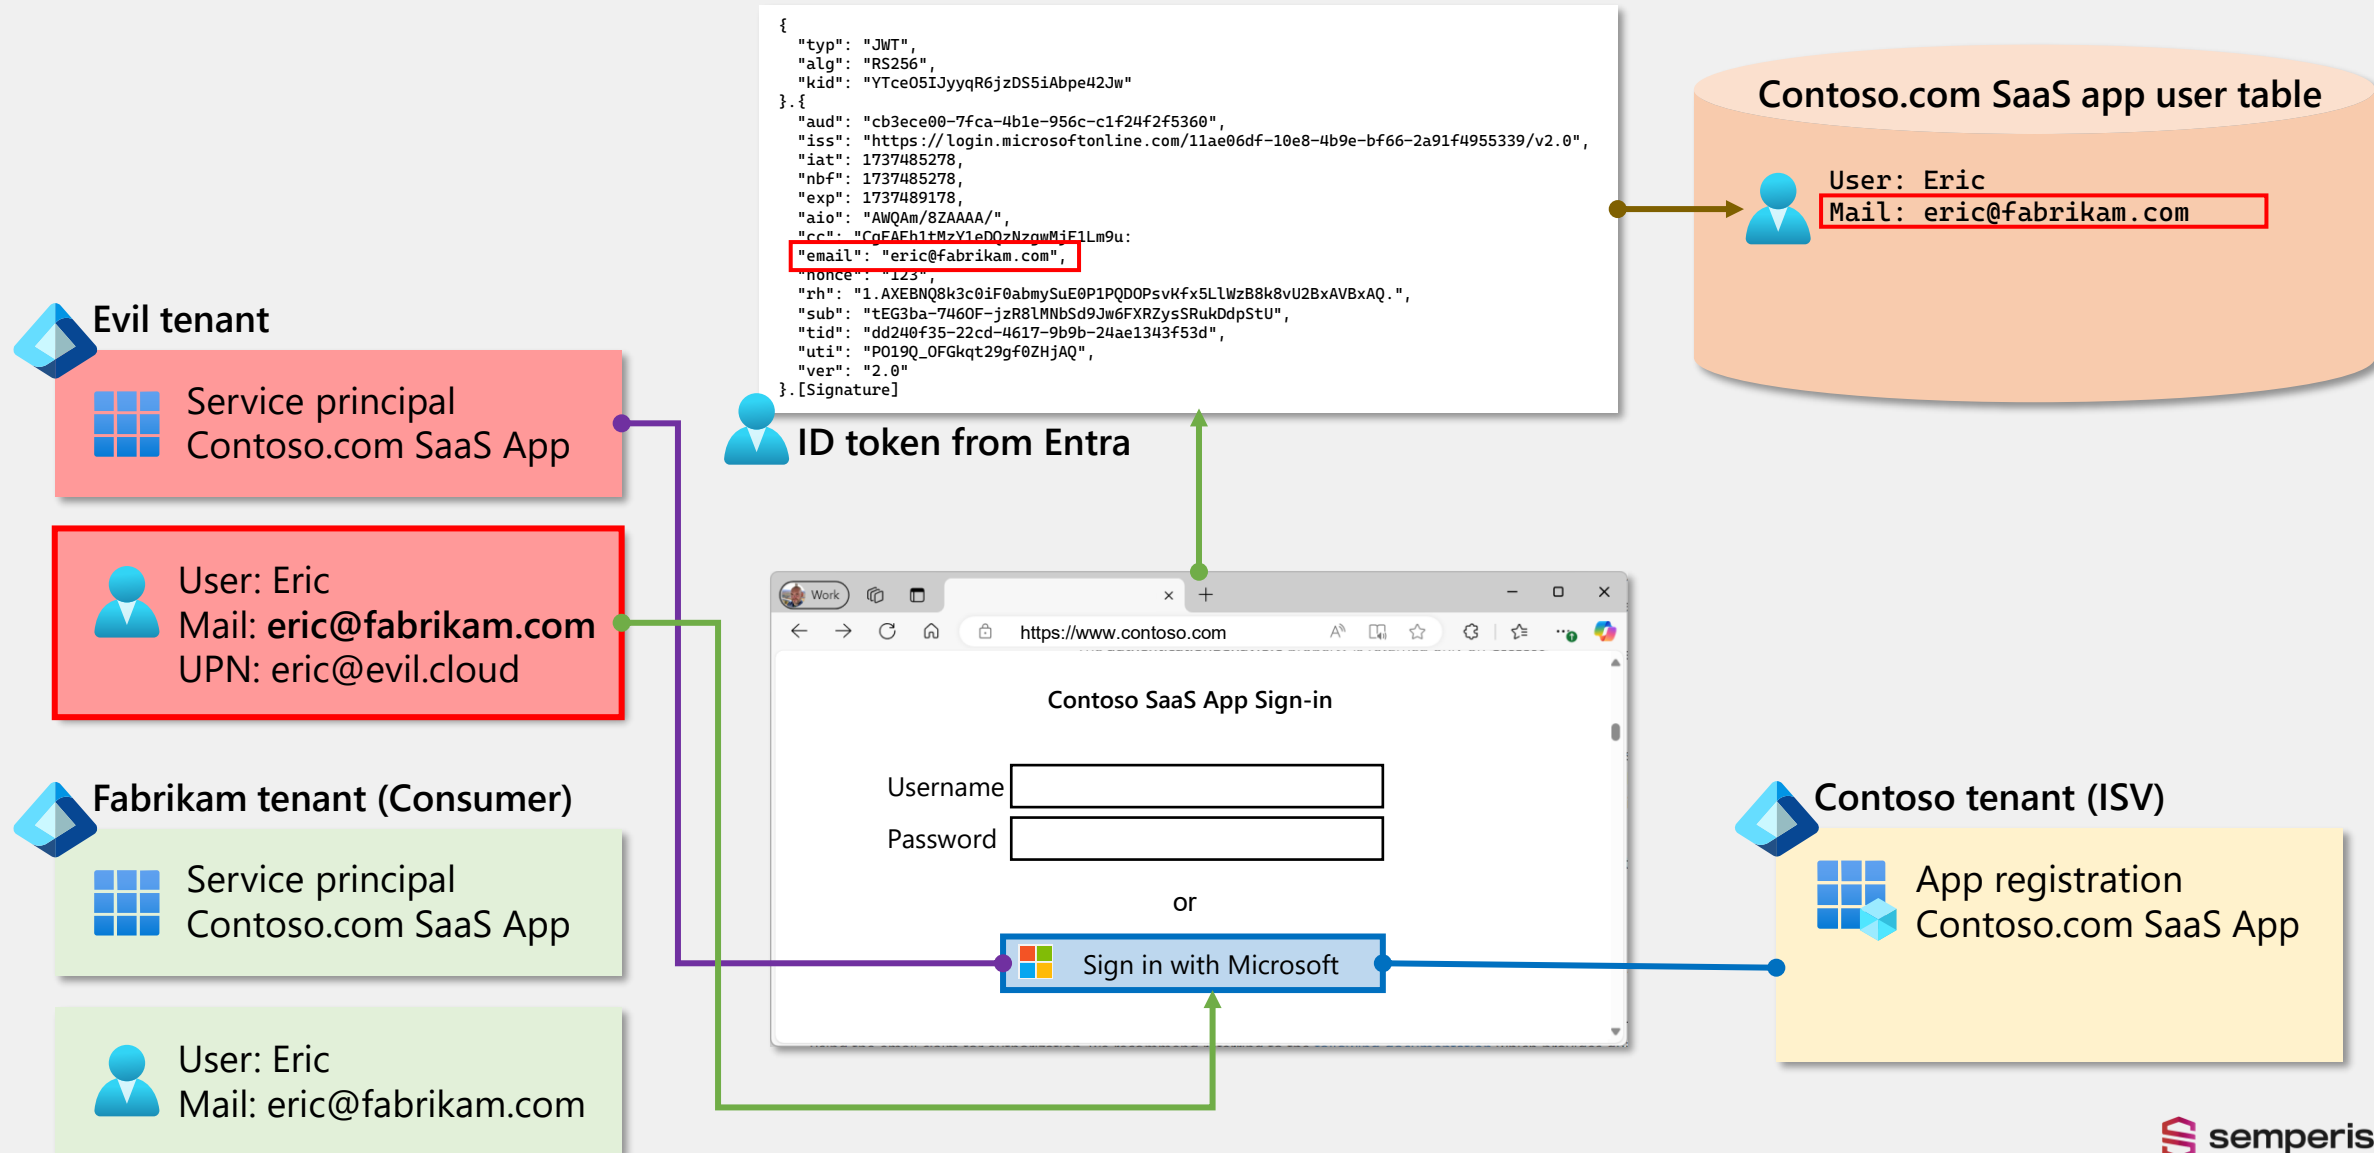 {
"typ": "JWT",
"alg": "RS256",
"kid": "YTceO5IJyyqR6jzDS5iAbpe42Jw"
}.{
"aud": "cb3ece00-7fca-4b1e-956c-c1f24f2f5360",
"iss": "https://login.microsoftonline.com/11ae06df-10e8-4b9e-bf66-2a91f4955339/v2.0",
"iat": 1737485278,
"nbf": 1737485278,
"exp": 1737489178,
"aio": "AWQAm/8ZAAAA/",
"cc": "CgEAEh1tMzY1eDQzNzgwMjE1Lm9u:
"email": "eric@fabrikam.com",
"nonce": "123",
"rh": "1.AXEBNQ8k3c0iF0abmySuE0P1PQDOPsvKfx5LlWzB8k8vU2BxAVBxAQ.",
"sub": "tEG3ba-746OF-jzR8lMNbSd9Jw6FXRZysSRukDdpStU",
"tid": "dd240f35-22cd-4617-9b9b-24ae1343f53d",
"uti": "PO19Q_OFGkqt29gf0ZHjAQ",
"ver": "2.0"
}.[Signature]
ID token from Entra
Contoso.com SaaS app user table
User: Eric
Mail: eric@fabrikam.com
Evil tenant
Service principal
Contoso.com SaaS App
User: Eric
Mail: eric@fabrikam.com
UPN: eric@evil.cloud
Fabrikam tenant (Consumer)
Service principal
Contoso.com SaaS App
User: Eric
Mail: eric@fabrikam.com
Work
https://www.contoso.com
Contoso SaaS App Sign-in
Username
Password
or
Sign in with Microsoft
Contoso tenant (ISV)
App registration
Contoso.com SaaS App
semperis